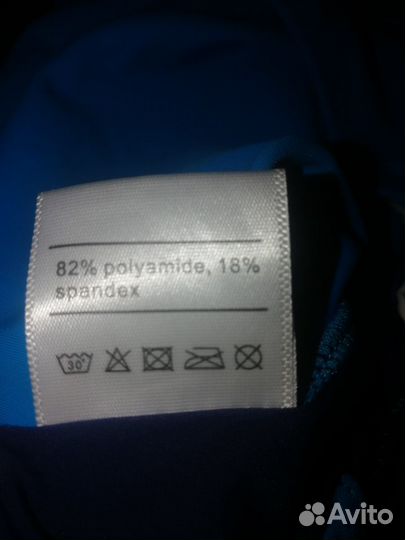 82% polyamide, 18%
spandex
30°
Avito